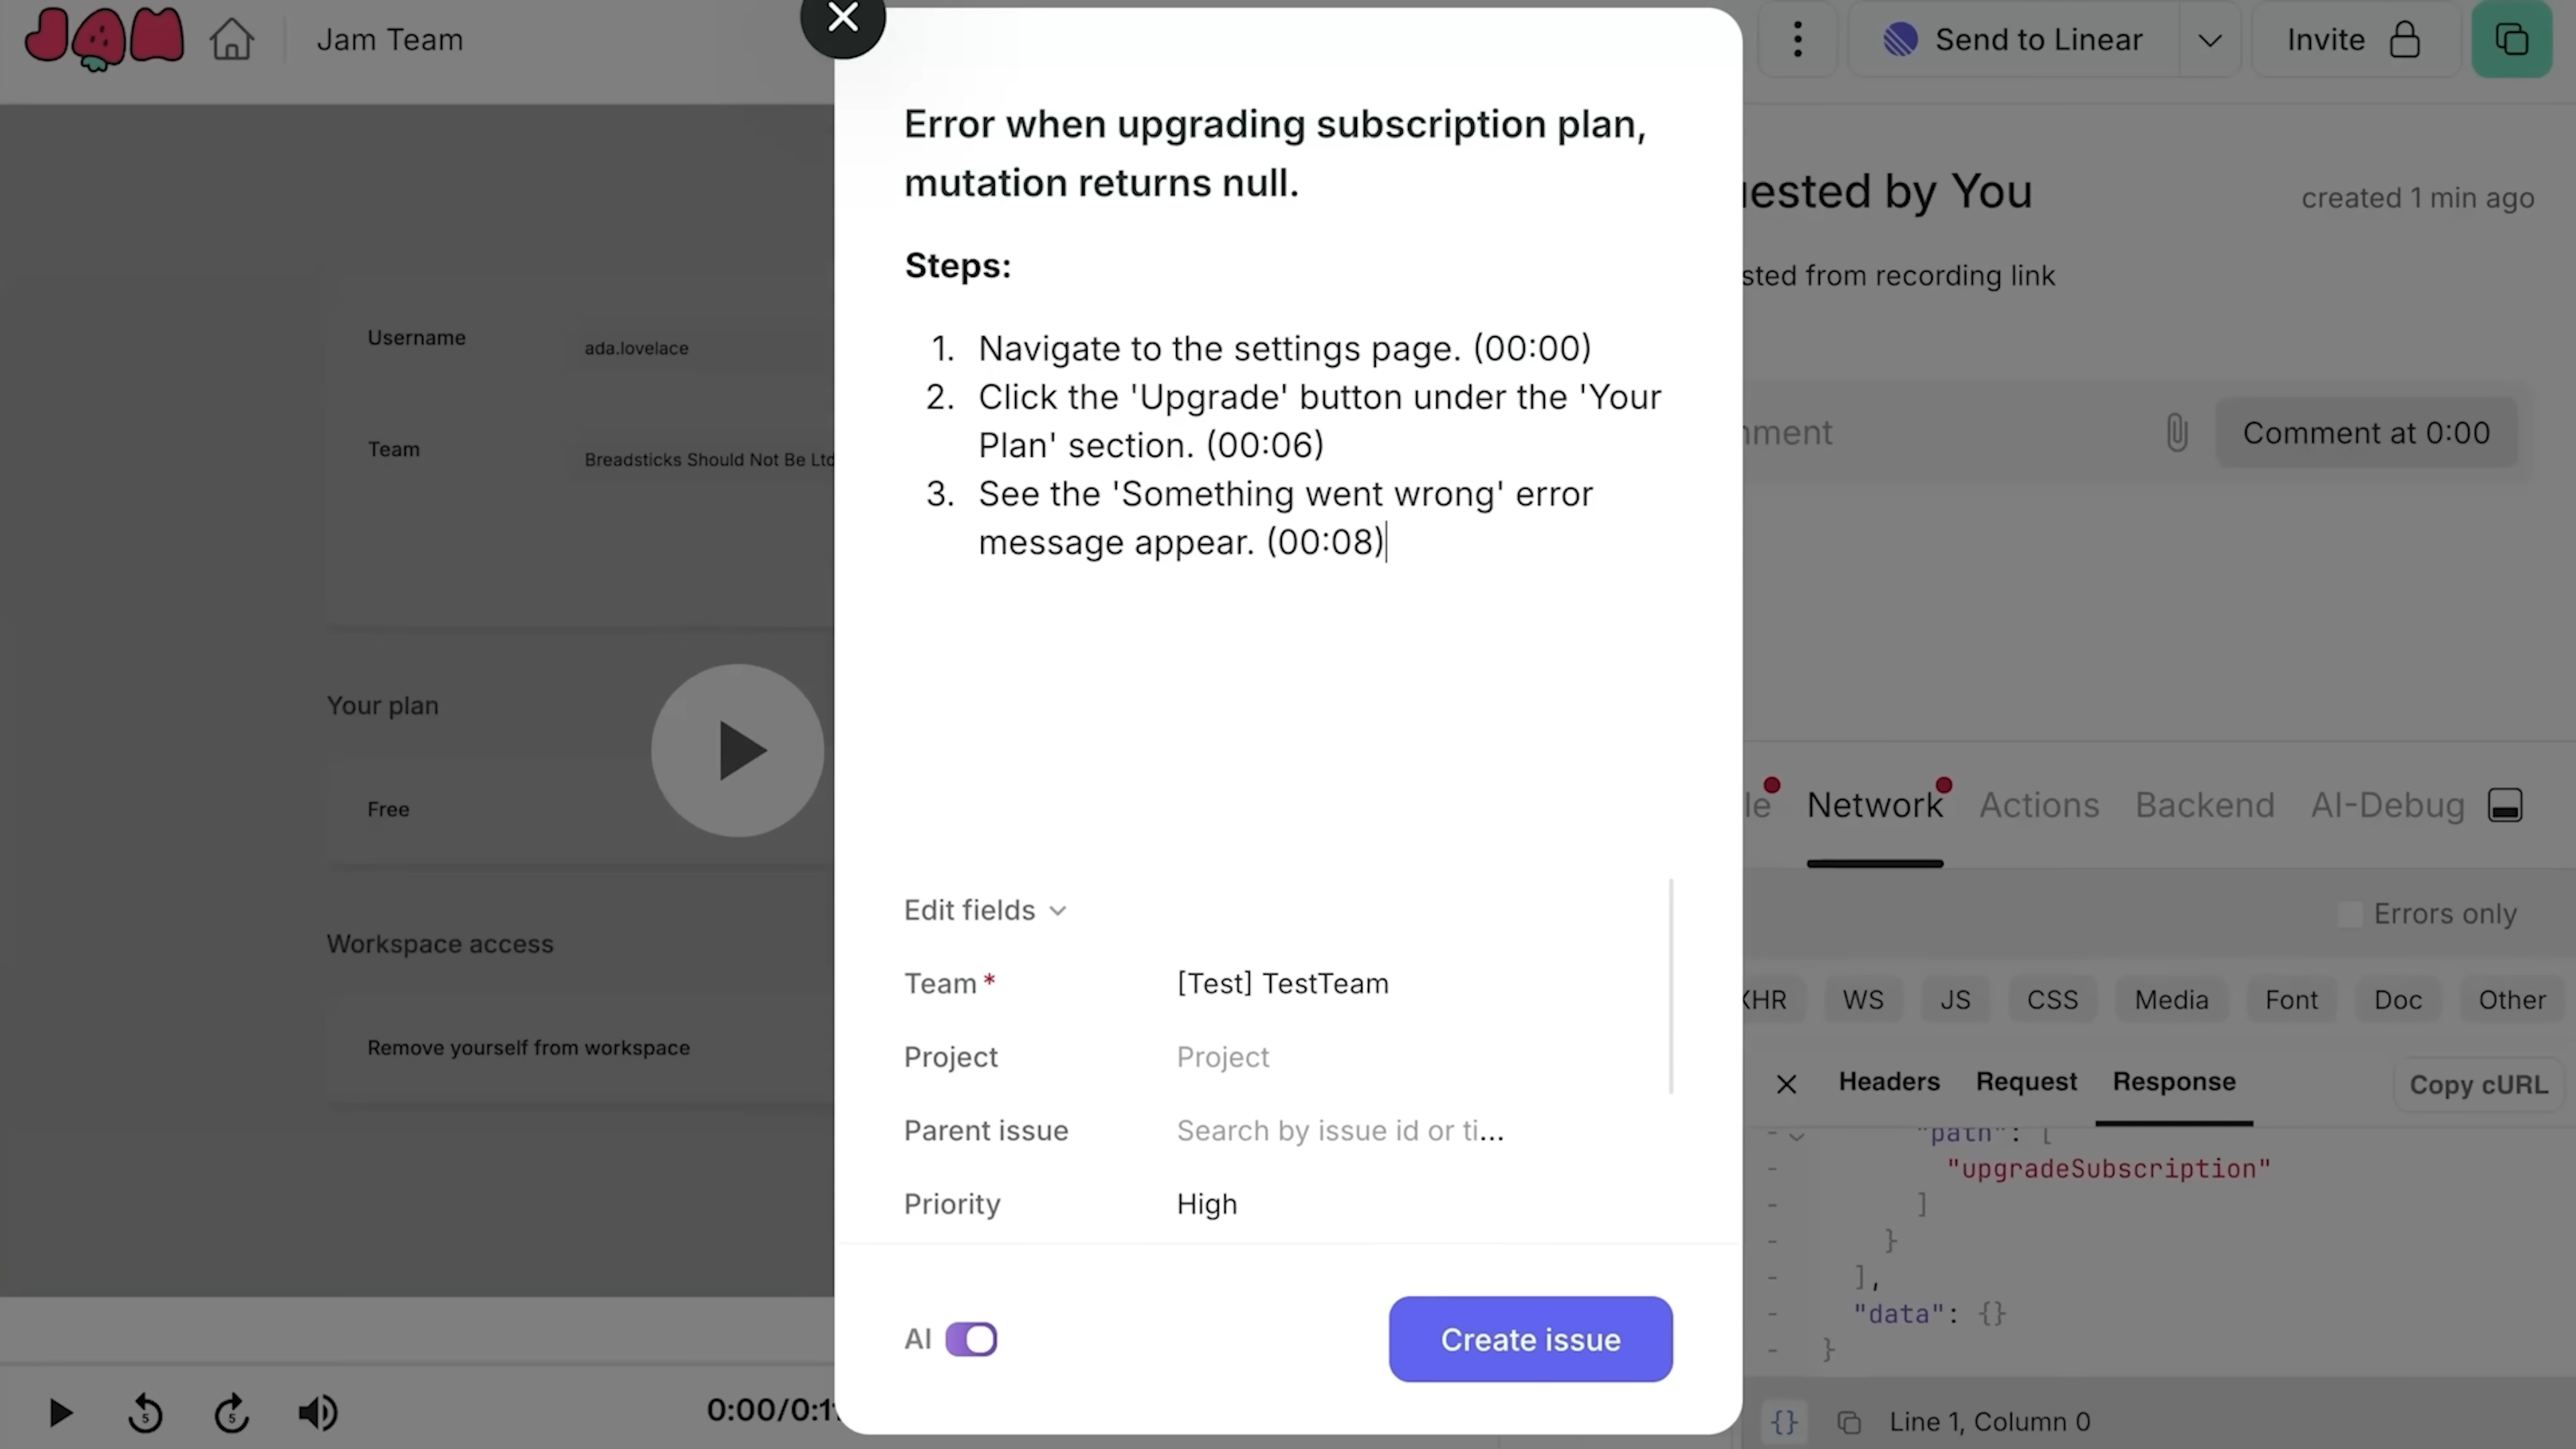 JAM
Jam Team
Send to Linear
Invite
Error when upgrading subscription plan,
mutation returns null.
Steps:
1. Navigate to the settings page. (00:00)
2. Click the 'Upgrade' button under the 'Your
Plan' section. (00:06)
3. See the 'Something went wrong' error
message appear. (00:08)
Edit fields
Team *
[Test] TestTeam
Project
Project
Parent issue
Search by issue id or ti...
Priority
High
AI
Create issue
Username
ada.lovelace
Team
Breadsticks Should Not Be Ltd
Your plan
Free
Workspace access
Remove yourself from workspace
5
5
0:00/0:1
by You
created 1 min ago
from recording link
Comment at 0:00
Network
Actions
Backend
AI-Debug
Errors only
XHR
WS
JS
CSS
Media
Font
Doc
Other
Headers
Request
Response
Copy cURL
"path": [
"upgradeSubscription"
]
}
],
"data": {}
}
{}
Line 1, Column 0